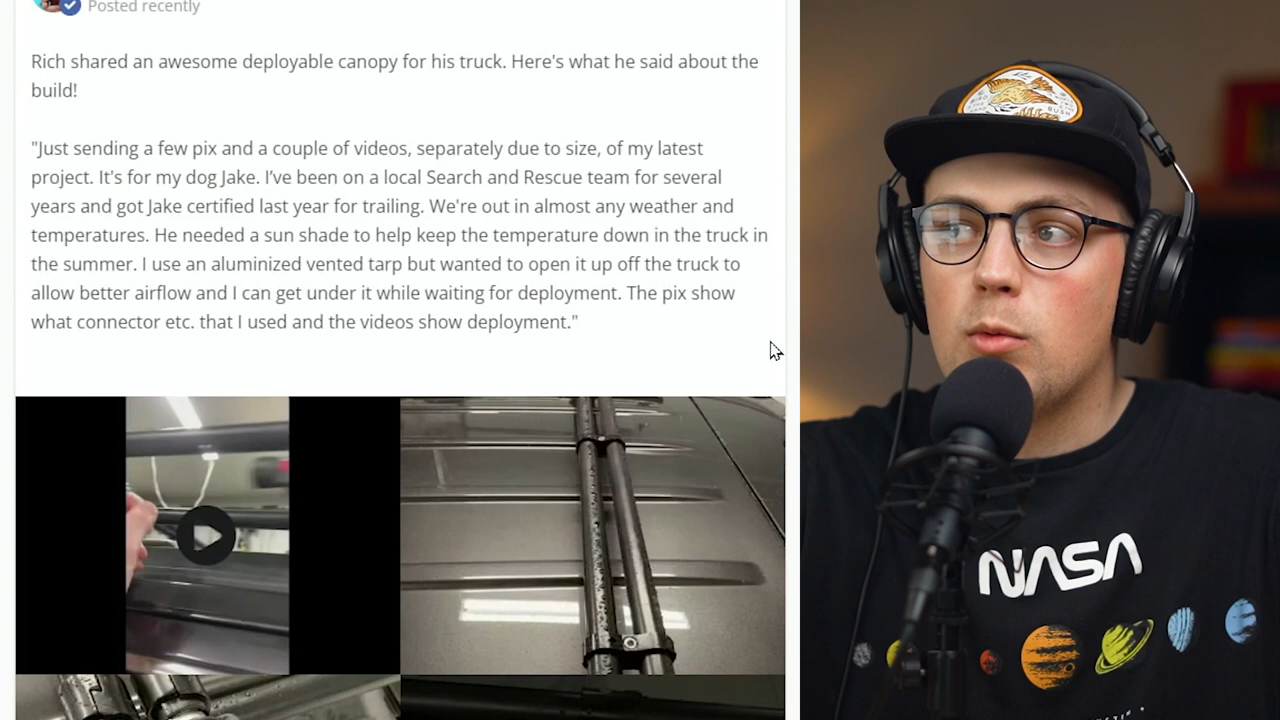 Posted recently
Rich shared an awesome deployable canopy for his truck. Here's what he said about the
build!
"Just sending a few pix and a couple of videos, separately due to size, of my latest
project. It's for my dog Jake. I’ve been on a local Search and Rescue team for several
years and got Jake certified last year for trailing. We're out in almost any weather and
temperatures. He needed a sun shade to help keep the temperature down in the truck in
the summer. I use an aluminized vented tarp but wanted to open it up off the truck to
allow better airflow and I can get under it while waiting for deployment. The pix show
what connector etc. that I used and the videos show deployment."
BUSH
NASA